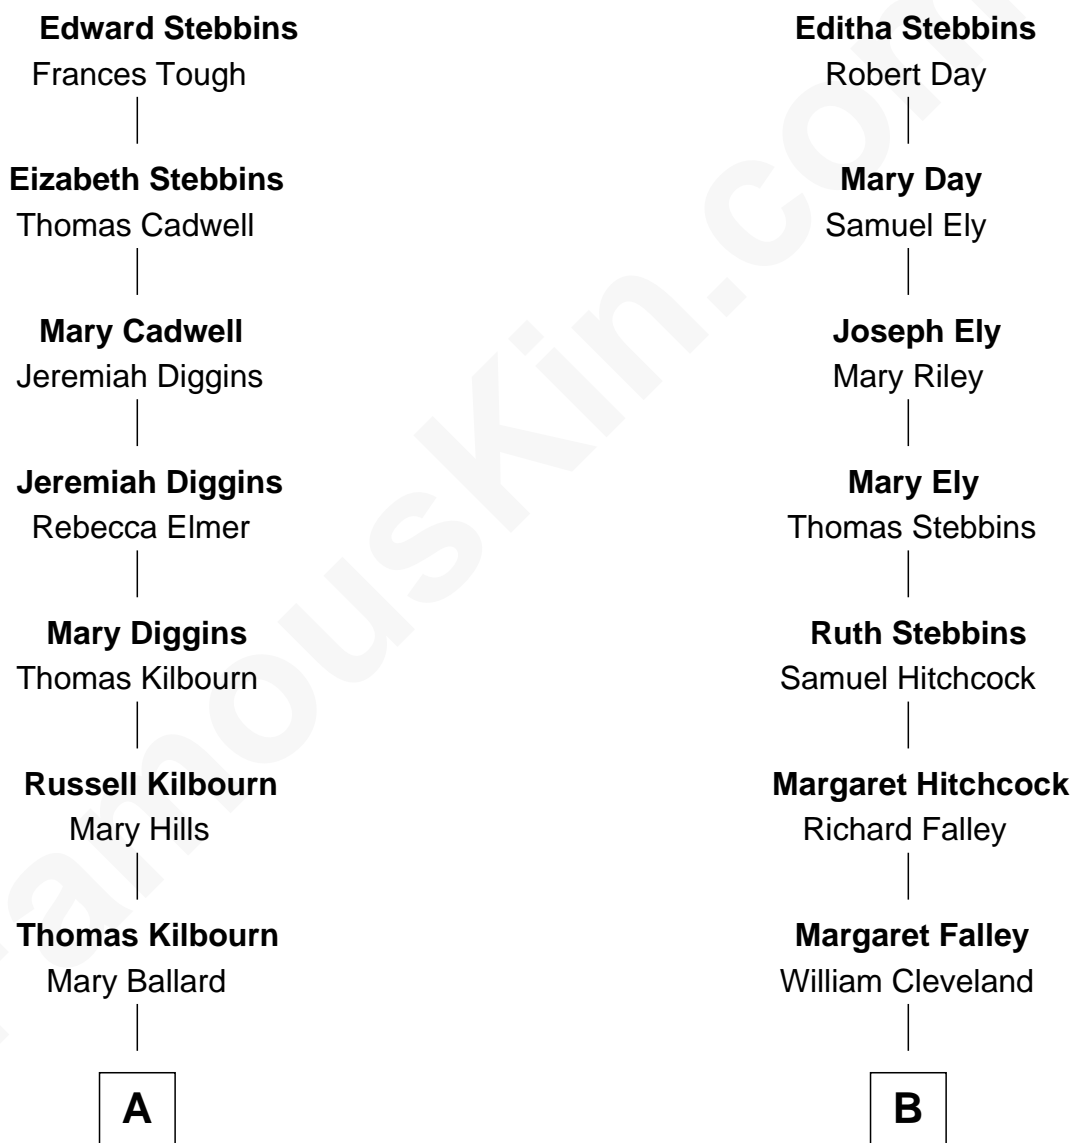 Edward Stebbins
Frances Tough
Eizabeth Stebbins
Thomas Cadwell
Mary Cadwell
Jeremiah Diggins
Jeremiah Diggins
Rebecca Elmer
Mary Diggins
Thomas Kilbourn
Russell Kilbourn
Mary Hills
Thomas Kilbourn
Mary Ballard
A
Editha Stebbins
Robert Day
Mary Day
Samuel Ely
Joseph Ely
Mary Riley
Mary Ely
Thomas Stebbins
Ruth Stebbins
Samuel Hitchcock
Margaret Hitchcock
Richard Falley
Margaret Falley
William Cleveland
B
FamousKin.com